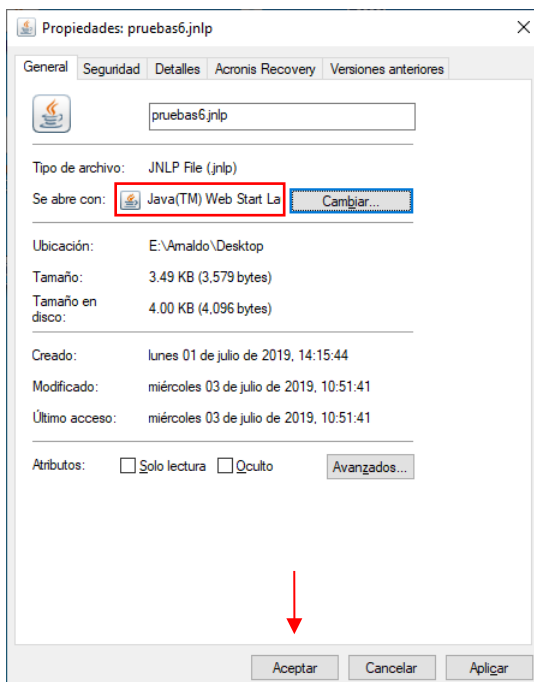 Propiedades: pruebas6.jnlp
General Seguridad Detalles Acronis Recovery Versiones anteriores
pruebas6.jnlp
Tipo de archivo: JNLP File (.jnlp)
Se abre con: Java(TM) Web Start La Cambiar...
Ubicación: E:\Arnaldo\Desktop
Tamaño: 3.49 KB (3,579 bytes)
Tamaño en
disco: 4.00 KB (4,096 bytes)
Creado: lunes 01 de julio de 2019, 14:15:44
Modificado: miércoles 03 de julio de 2019, 10:51:41
Último acceso: miércoles 03 de julio de 2019, 10:51:41
Atributos: Solo lectura Oculto Avanzados...
Aceptar Cancelar Aplicar